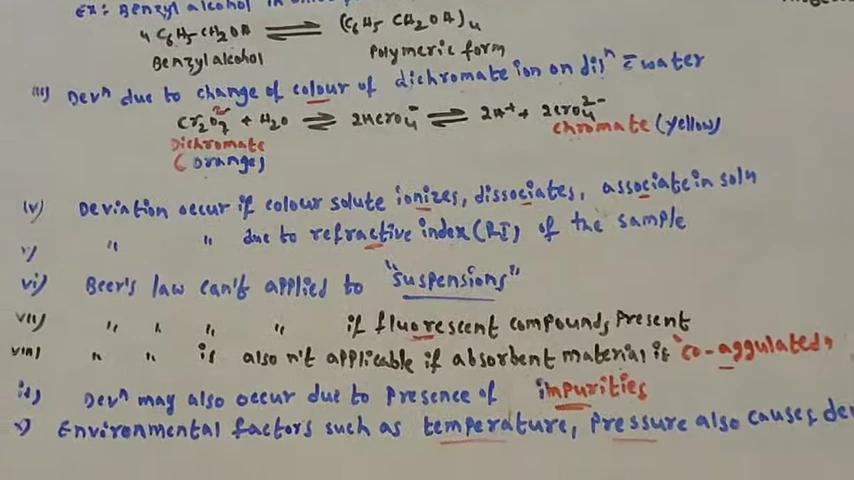 Ex: Benzyl alcohol in
4 C6H5-CH2OH ⇌ (C6H5 CH2OH)4
Benzyl alcohol Polymeric form
iii) Devⁿ due to change of colour of dichromate ion on dilⁿ c̄ water
Cr2O7²⁻ + H2O ⇌ 2HCrO4⁻ ⇌ 2H⁺ + 2CrO4²⁻
Dichromate chromate (yellow)
(orange)
iv) Deviation occur if colour solute ionizes, dissociates, associate in soln
v) " " due to refractive index (RI) of the sample
vi) Beer's law can't applied to "suspensions"
vii) " " " " if fluorescent compounds present
viii) " " is also n't applicable if absorbent material is "co-aggulated"
ix) Devⁿ may also occur due to presence of impurities
x) Environmental factors such as temperature, pressure also causes de